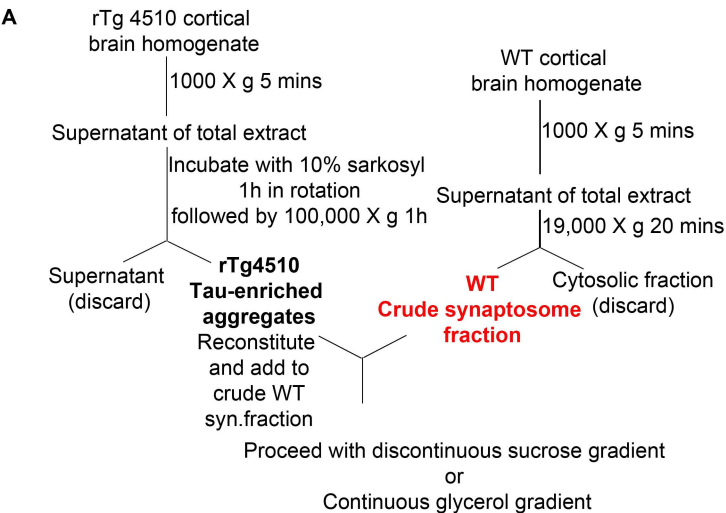 A
rTg 4510 cortical
brain homogenate
1000 X g 5 mins
Supernatant of total extract
Incubate with 10% sarkosyl
1h in rotation
followed by 100,000 X g 1h
Supernatant
(discard)
rTg4510
Tau-enriched
aggregates
Reconstitute
and add to
crude WT
syn.fraction
WT cortical
brain homogenate
1000 X g 5 mins
Supernatant of total extract
19,000 X g 20 mins
WT
Crude synaptosome
fraction
Cytosolic fraction
(discard)
Proceed with discontinuous sucrose gradient
or
Continuous glycerol gradient